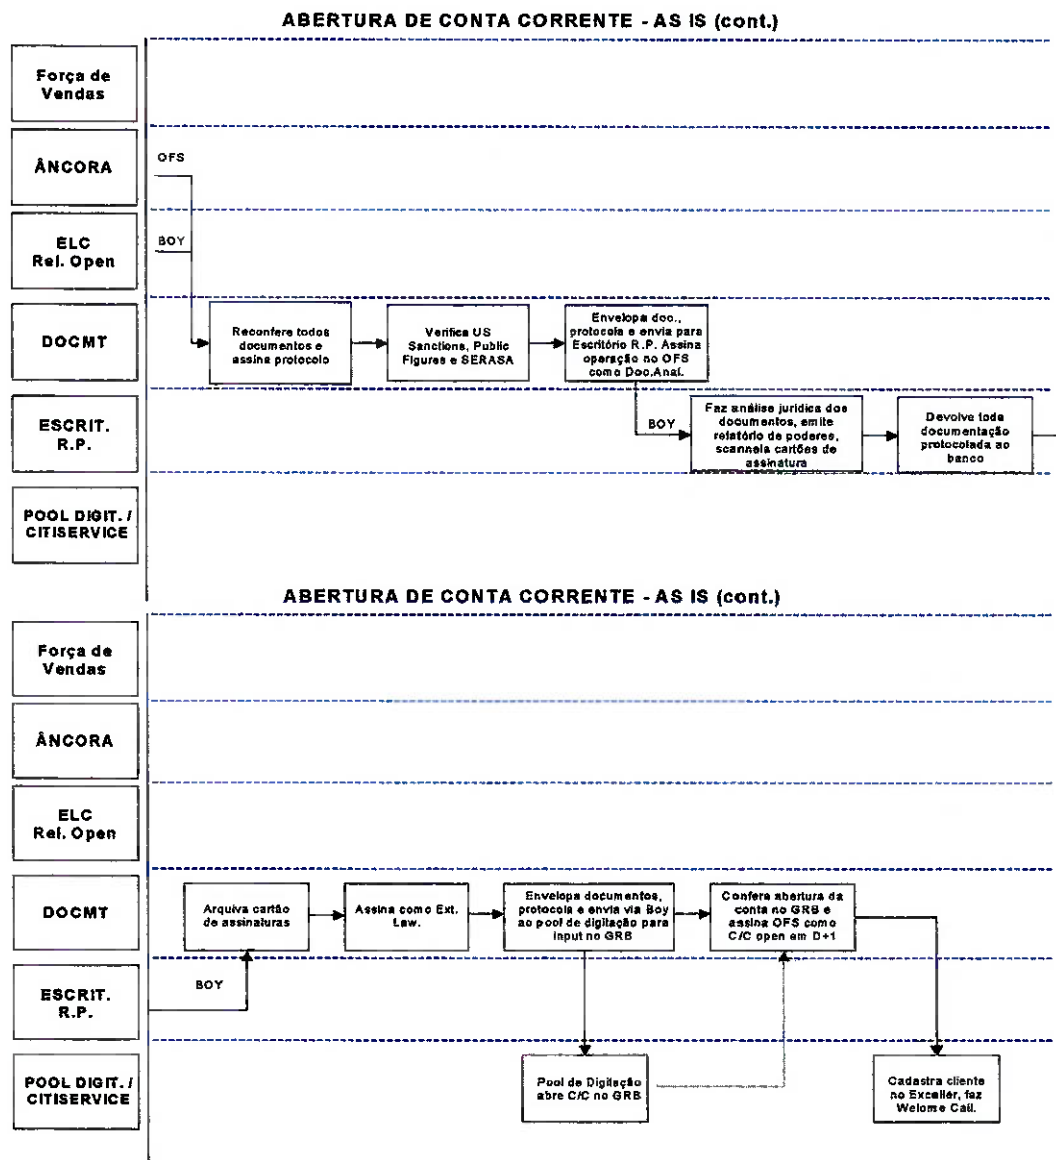 ABERTURA DE CONTA CORRENTE - AS IS (cont.)
Força de
Vendas
ÂNCORA
OFS
ELC
Rel. Open
BOY
DOCMT
Reconfere todos
documentos e
assina protocolo
Verifica US
Sanctions, Public
Figures e SERASA
Envelopa doc.,
protocola e envia para
Escritório R.P. Assina
operação no OFS
como Doc.Anal.
ESCRIT.
R.P.
BOY
Faz análise jurídica dos
documentos, emite
relatório de poderes,
scanneia cartões de
assinatura
Devolve toda
documentação
protocolada ao
banco
POOL DIGIT. /
CITISERVICE
ABERTURA DE CONTA CORRENTE - AS IS (cont.)
Força de
Vendas
ÂNCORA
ELC
Rel. Open
DOCMT
Arquiva cartão
de assinaturas
Assina como Ext.
Law.
Envelopa documentos,
protocola e envia via Boy
ao pool de digitação para
input no GRB
Confere abertura da
conta no GRB e
assina OFS como
C/C open em D+1
ESCRIT.
R.P.
BOY
POOL DIGIT. /
CITISERVICE
Pool de Digitação
abre C/C no GRB
Cadastra cliente
no Exceller, faz
Welome Call.